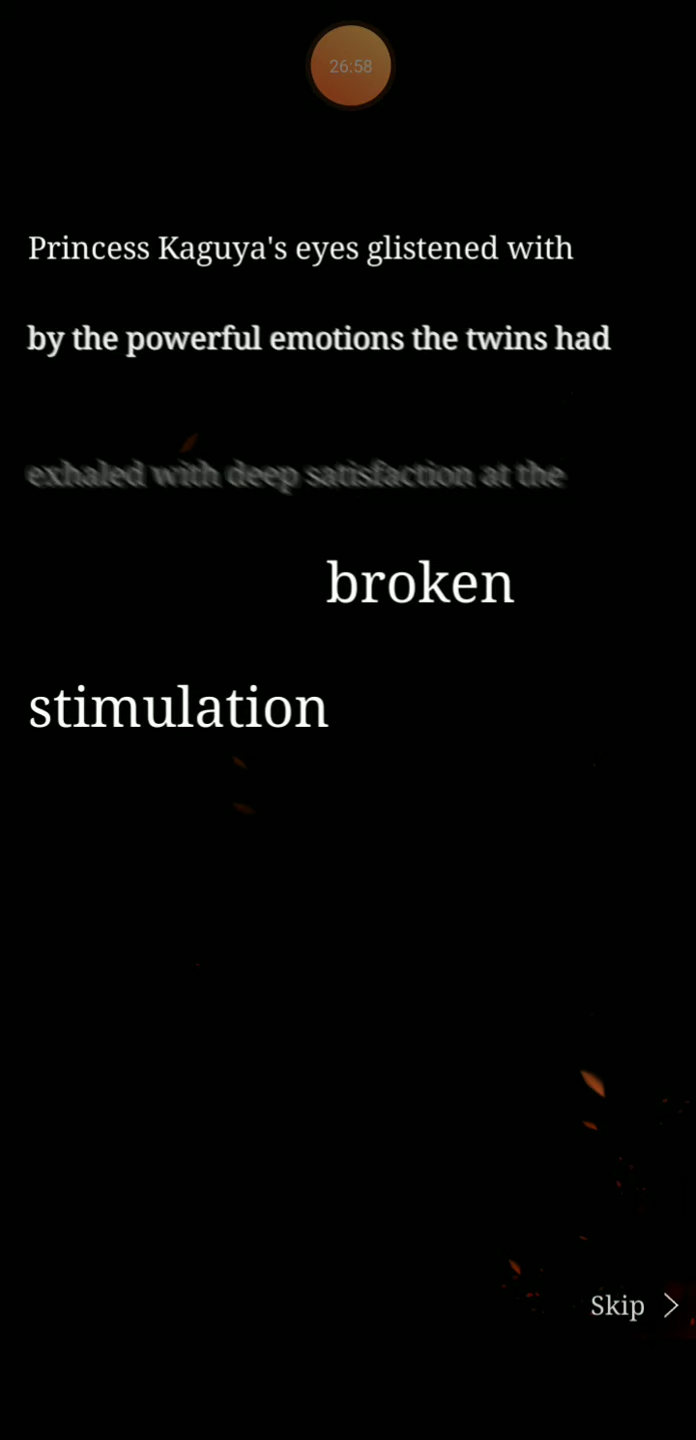 26:58
Princess Kaguya's eyes glistened with
by the powerful emotions the twins had
exhaled with deep satisfaction at the
broken
stimulation
Skip